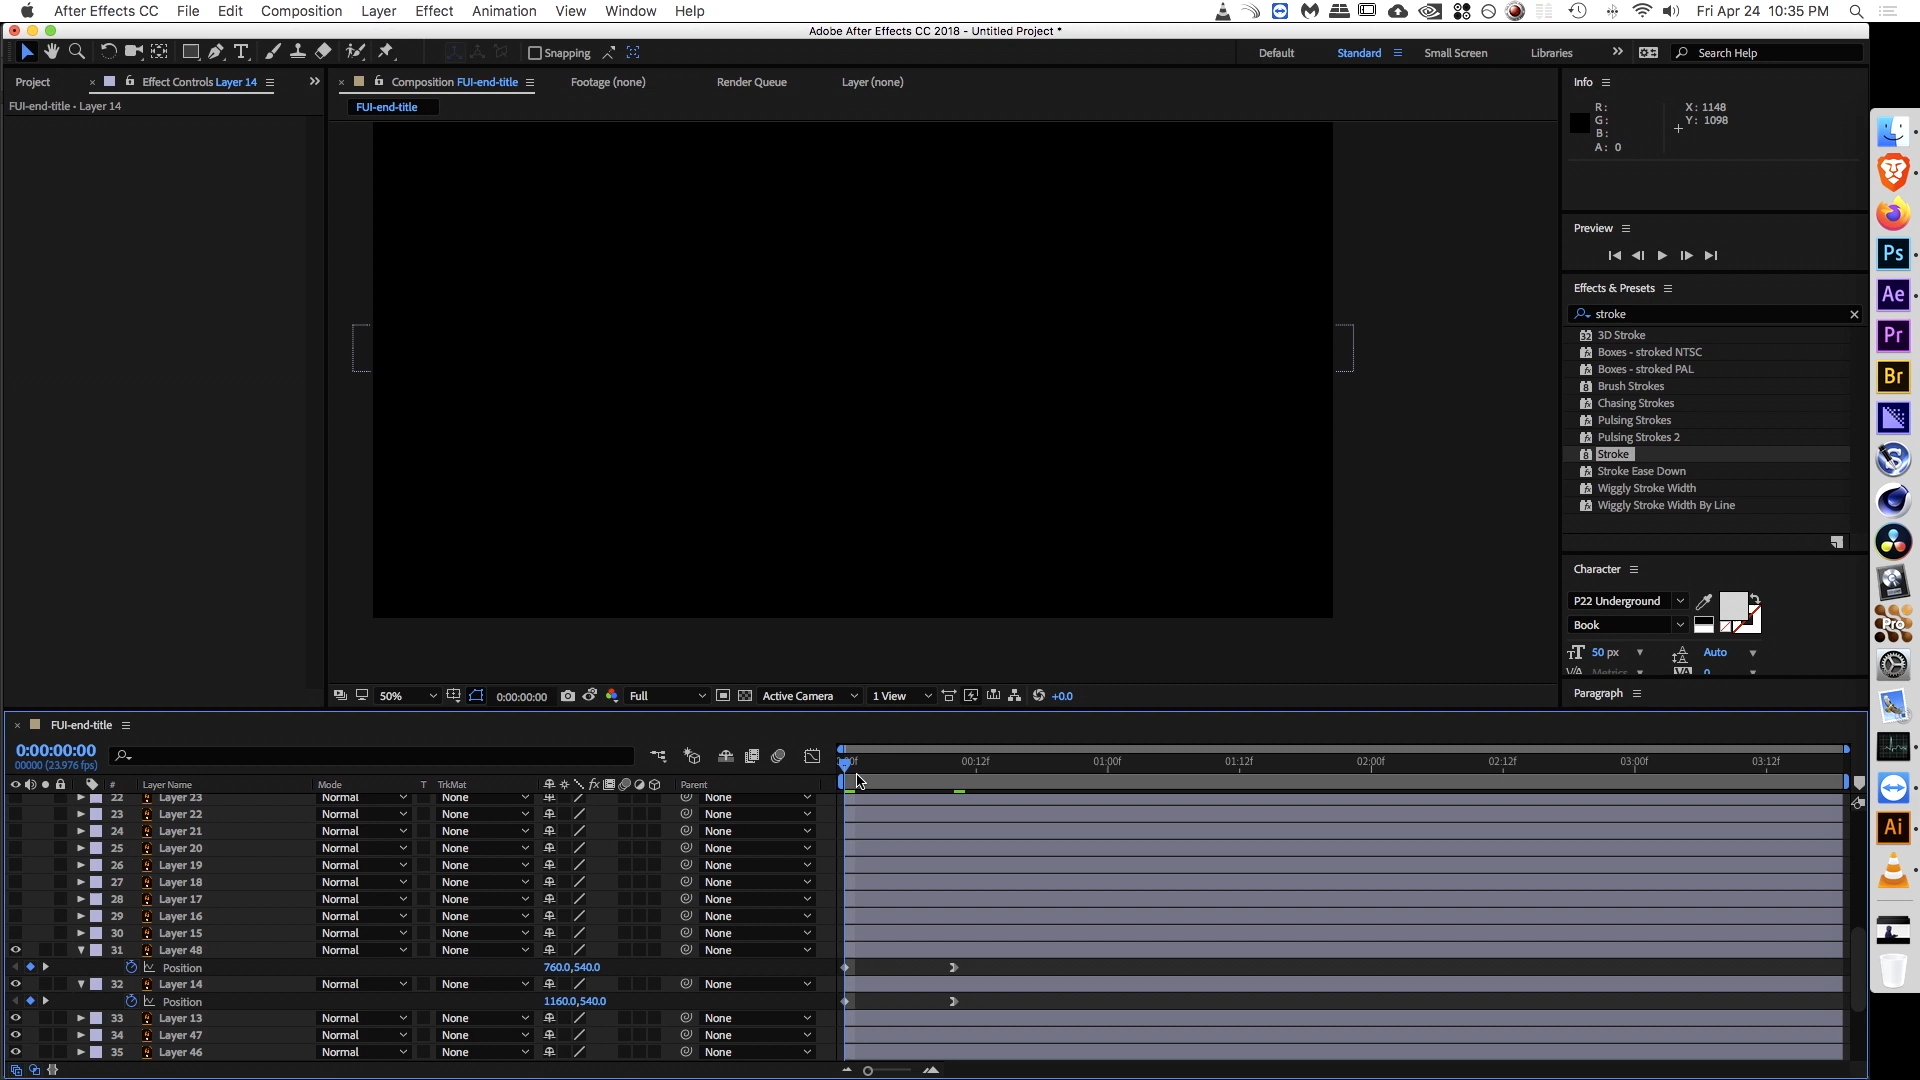 After Effects CC File Edit Composition Layer Effect Animation View Window Help
Fri Apr 24 10:35 PM
Adobe After Effects CC 2018 - Untitled Project *
Snapping
Default Standard Small Screen Libraries Search Help
Project
Effect Controls Layer 14
FUI-end-title • Layer 14
Composition FUI-end-title
Footage (none)
Render Queue
Layer (none)
FUI-end-title
Info
R:
G:
B:
A: 0
X: 1148
Y: 1098
Preview
Effects & Presets
stroke
3D Stroke
Boxes - stroked NTSC
Boxes - stroked PAL
Brush Strokes
Chasing Strokes
Pulsing Strokes
Pulsing Strokes 2
Stroke
Stroke Ease Down
Wiggly Stroke Width
Wiggly Stroke Width By Line
Character
P22 Underground
Book
50 px Auto
Metrics 0
Paragraph
50% 0:00:00:00 Full Active Camera 1 View +0.0
FUI-end-title
0:00:00:00
00000 (23.976 fps)
:00f 00:12f 01:00f 01:12f 02:00f 02:12f 03:00f 03:12f
# Layer Name Mode T TrkMat Parent
22 Layer 23 Normal None None
23 Layer 22 Normal None None
24 Layer 21 Normal None None
25 Layer 20 Normal None None
26 Layer 19 Normal None None
27 Layer 18 Normal None None
28 Layer 17 Normal None None
29 Layer 16 Normal None None
30 Layer 15 Normal None None
31 Layer 48 Normal None None
Position 760.0,540.0
32 Layer 14 Normal None None
Position 1160.0,540.0
33 Layer 13 Normal None None
34 Layer 47 Normal None None
35 Layer 46 Normal None None
Ps
Ae
Pr
Br
Pro
Ai